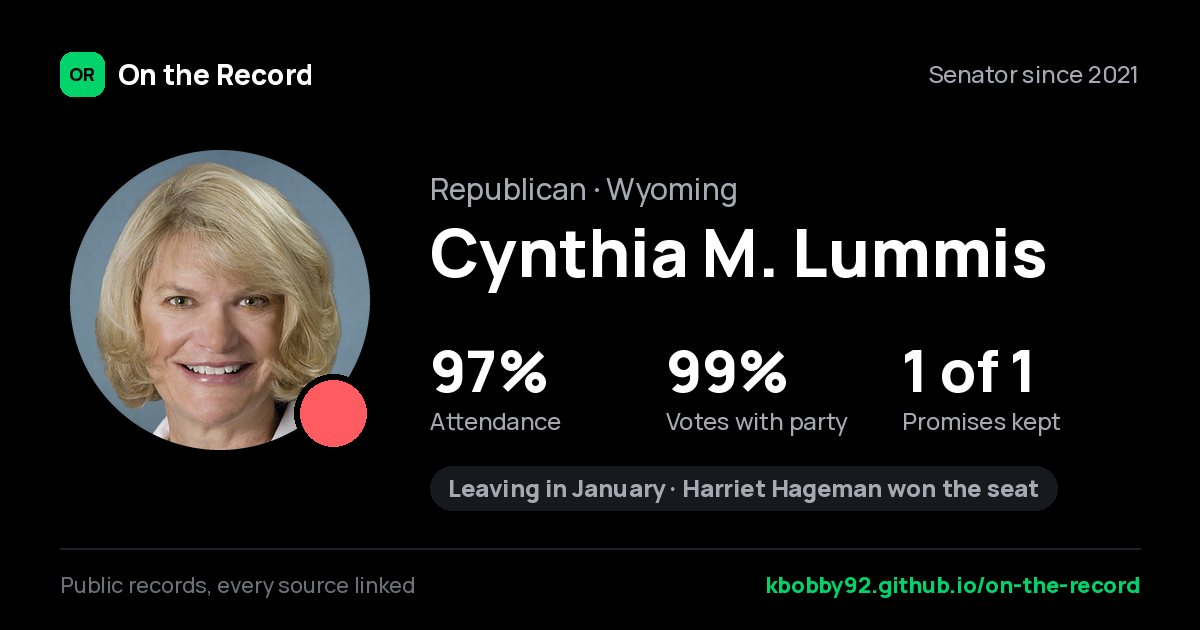 OR On the Record
Senator since 2021
Republican · Wyoming
Cynthia M. Lummis
97% 99% 1 of 1
Attendance Votes with party Promises kept
Leaving in January · Harriet Hageman won the seat
Public records, every source linked
kbobby92.github.io/on-the-record